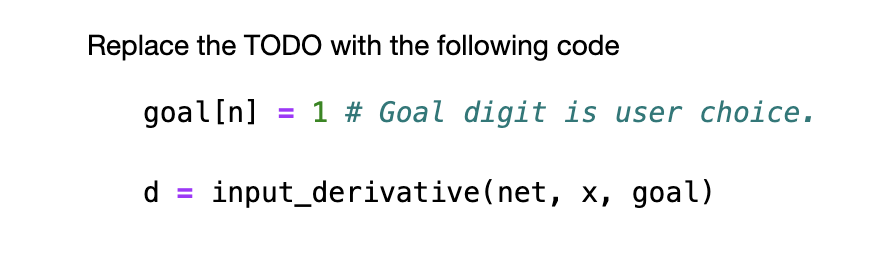 Replace the TODO with the following code
goal[n] = 1 # Goal digit is user choice.
d = input_derivative(net, x, goal)